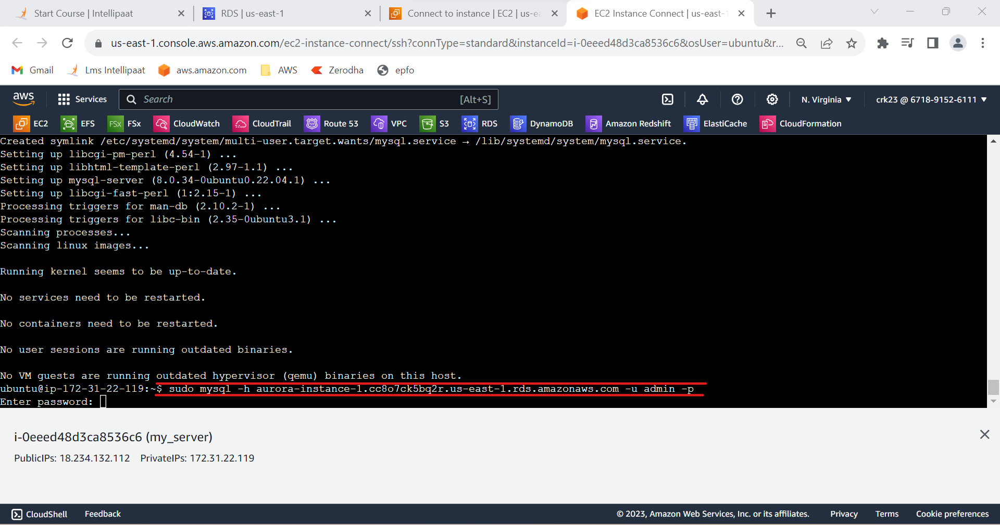 Start Course | Intellipaat
RDS | us-east-1
Connect to instance | EC2 | us-ea
EC2 Instance Connect | us-east-1
us-east-1.console.aws.amazon.com/ec2-instance-connect/ssh?connType=standard&instanceId=i-0eeed48d3ca8536c6&osUser=ubuntu&r...
Gmail
Lms Intellipaat
aws.amazon.com
AWS
Zerodha
epfo
aws
Services
Search
[Alt+S]
N. Virginia
crk23 @ 6718-9152-6111
EC2
EFS
FSx
FSx
CloudWatch
CloudTrail
53
Route 53
VPC
S3
RDS
DynamoDB
Amazon Redshift
ElastiCache
CloudFormation
Created symlink /etc/systemd/system/multi-user.target.wants/mysql.service → /lib/systemd/system/mysql.service.
Setting up libcgi-pm-perl (4.54-1) ...
Setting up libhtml-template-perl (2.97-1.1) ...
Setting up mysql-server (8.0.34-0ubuntu0.22.04.1) ...
Setting up libcgi-fast-perl (1:2.15-1) ...
Processing triggers for man-db (2.10.2-1) ...
Processing triggers for libc-bin (2.35-0ubuntu3.1) ...
Scanning processes...
Scanning linux images...
Running kernel seems to be up-to-date.
No services need to be restarted.
No containers need to be restarted.
No user sessions are running outdated binaries.
No VM guests are running outdated hypervisor (qemu) binaries on this host.
ubuntu@ip-172-31-22-119:~$ sudo mysql -h aurora-instance-1.cc8o7ck5bq2r.us-east-1.rds.amazonaws.com -u admin -p
Enter password:
i-0eeed48d3ca8536c6 (my_server)
PublicIPs: 18.234.132.112 PrivateIPs: 172.31.22.119
CloudShell
Feedback
© 2023, Amazon Web Services, Inc. or its affiliates.
Privacy
Terms
Cookie preferences